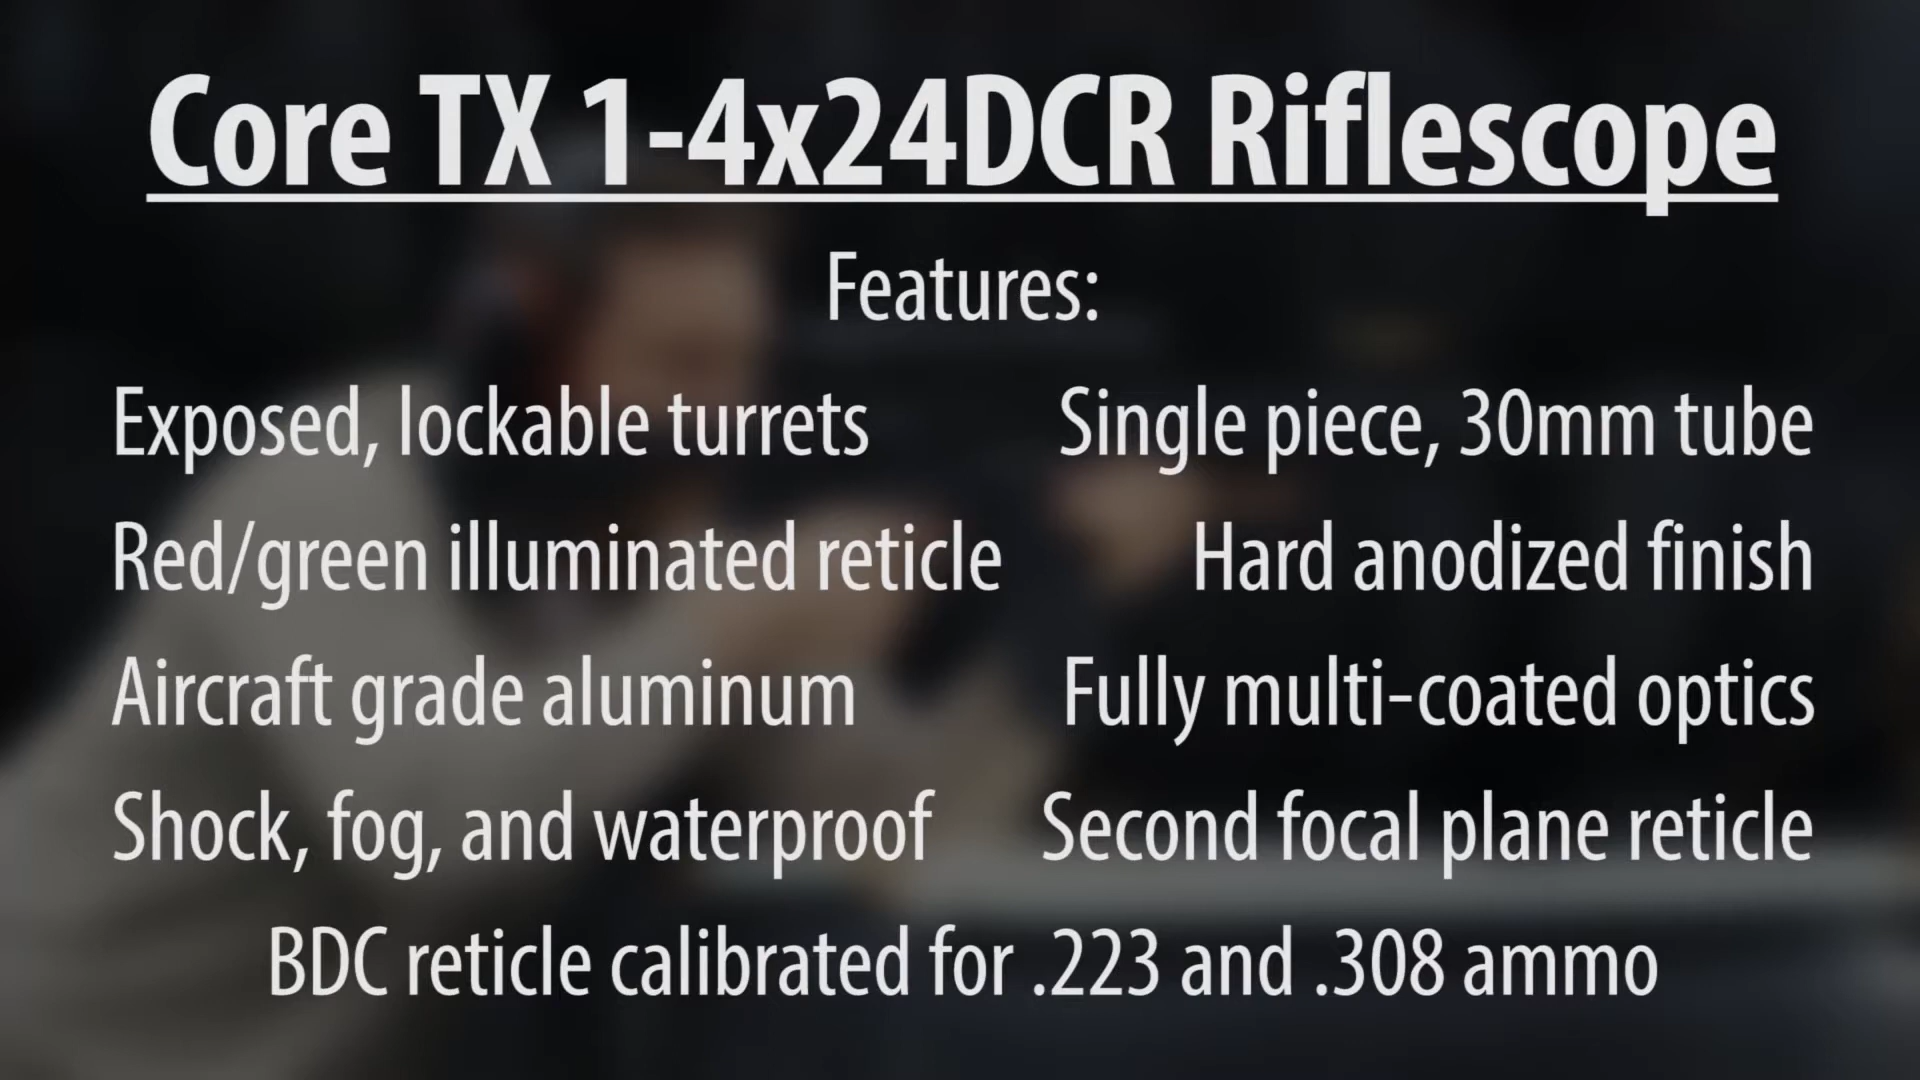 Core TX 1-4x24DCR Riflescope
Features:
Exposed, lockable turrets
Single piece, 30mm tube
Red/green illuminated reticle
Hard anodized finish
Aircraft grade aluminum
Fully multi-coated optics
Shock, fog, and waterproof
Second focal plane reticle
BDC reticle calibrated for .223 and .308 ammo